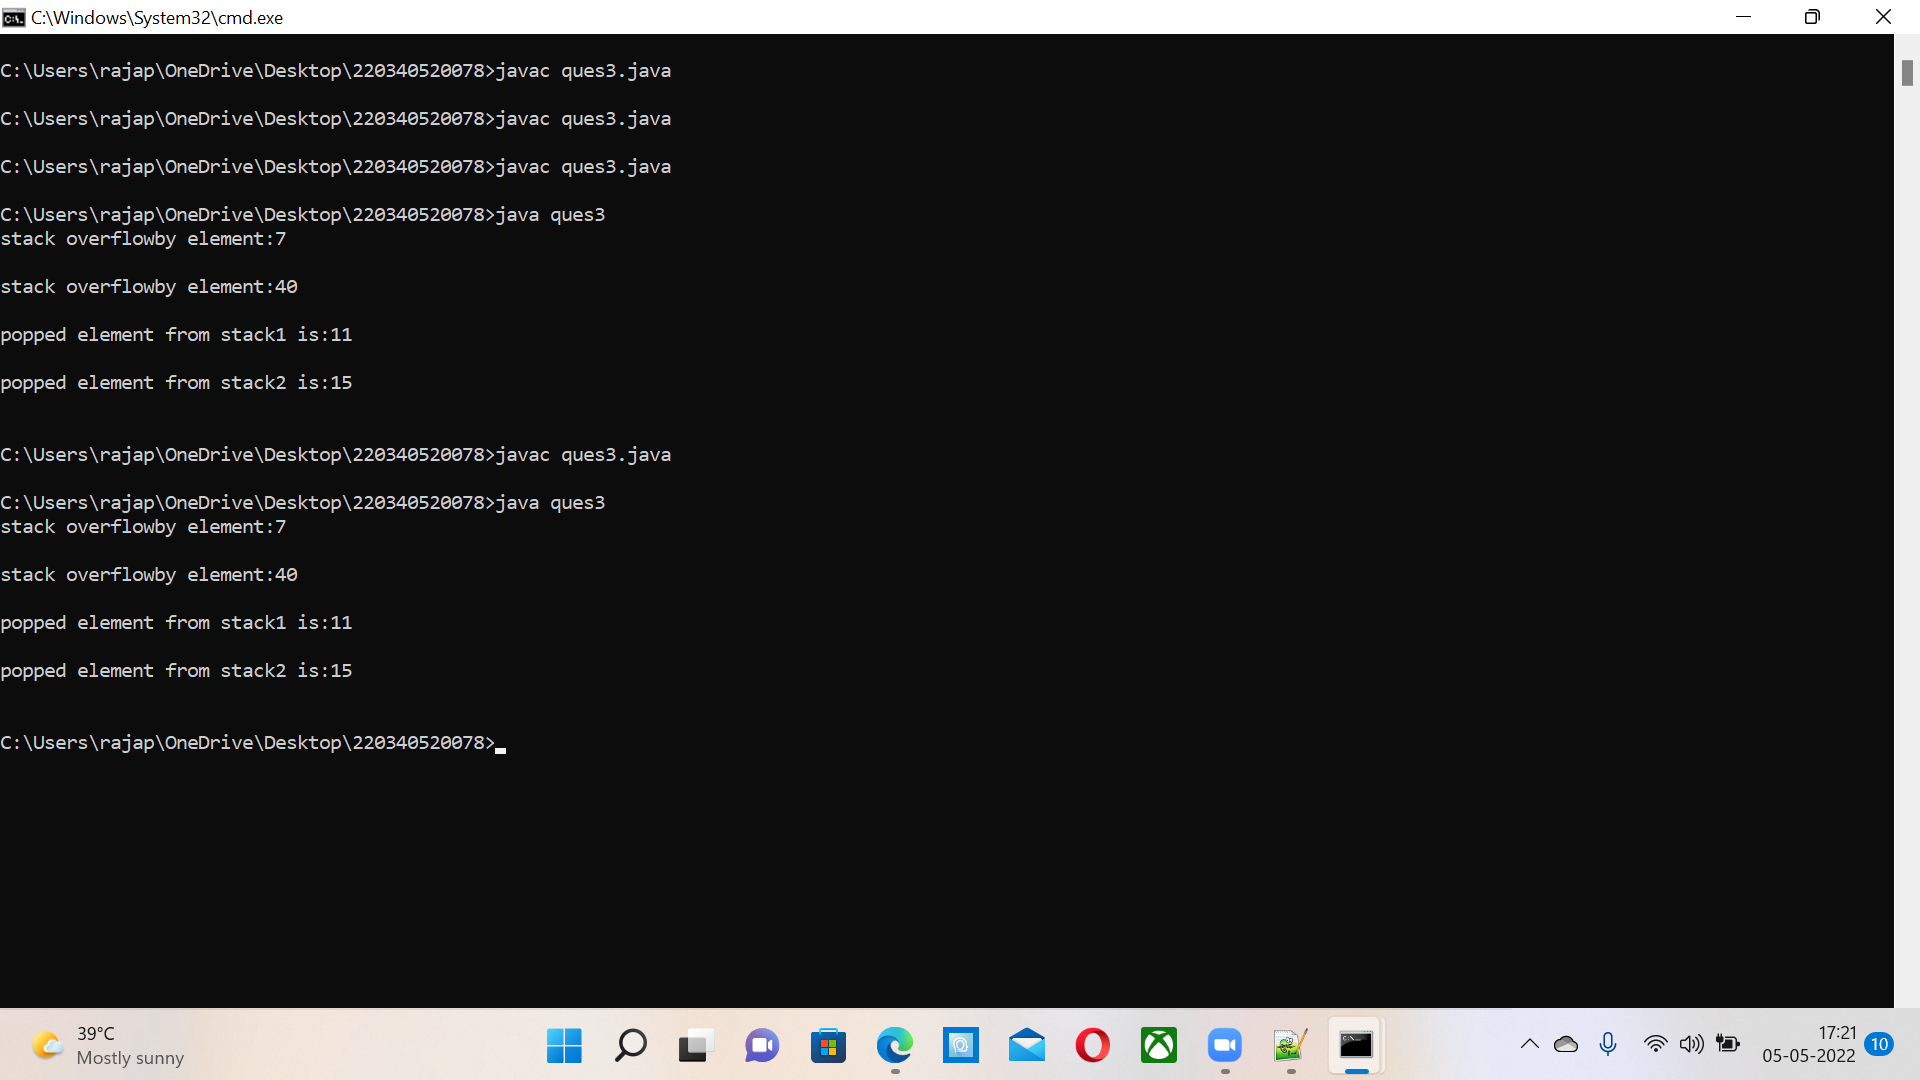 C:\Windows\System32\cmd.exe
C:\Users\rajap\OneDrive\Desktop\220340520078>javac ques3.java
C:\Users\rajap\OneDrive\Desktop\220340520078>javac ques3.java
C:\Users\rajap\OneDrive\Desktop\220340520078>javac ques3.java
C:\Users\rajap\OneDrive\Desktop\220340520078>java ques3
stack overflowby element:7
stack overflowby element:40
popped element from stack1 is:11
popped element from stack2 is:15
C:\Users\rajap\OneDrive\Desktop\220340520078>javac ques3.java
C:\Users\rajap\OneDrive\Desktop\220340520078>java ques3
stack overflowby element:7
stack overflowby element:40
popped element from stack1 is:11
popped element from stack2 is:15
C:\Users\rajap\OneDrive\Desktop\220340520078>
39°C
Mostly sunny
17:21
05-05-2022
10